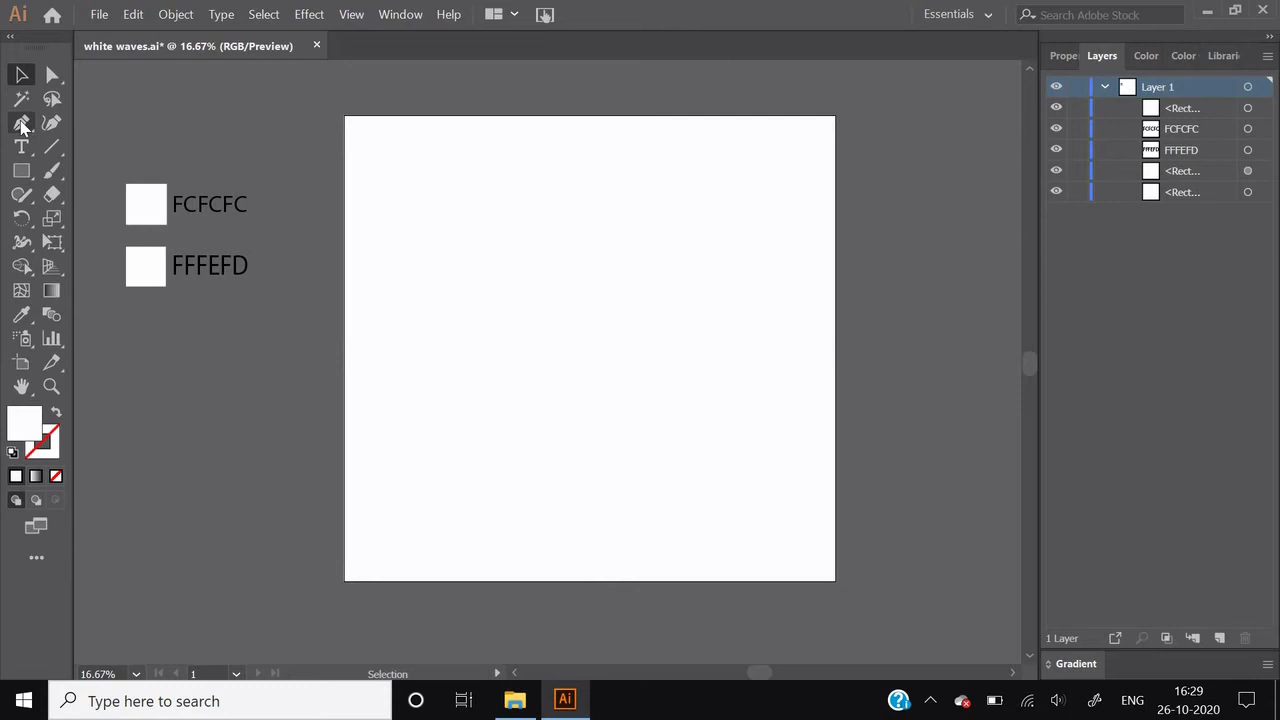 Ai File Edit Object Type Select Effect View Window Help Essentials Search Adobe Stock
white waves.ai* @ 16.67% (RGB/Preview)
Prope Layers Color Color Librari
Layer 1
<Rect...
FCFCFC
FFFEFD
<Rect...
<Rect...
FCFCFC
FFFEFD
16.67% 1 Selection
1 Layer
Gradient
Type here to search
Ai
ENG
16:29
26-10-2020